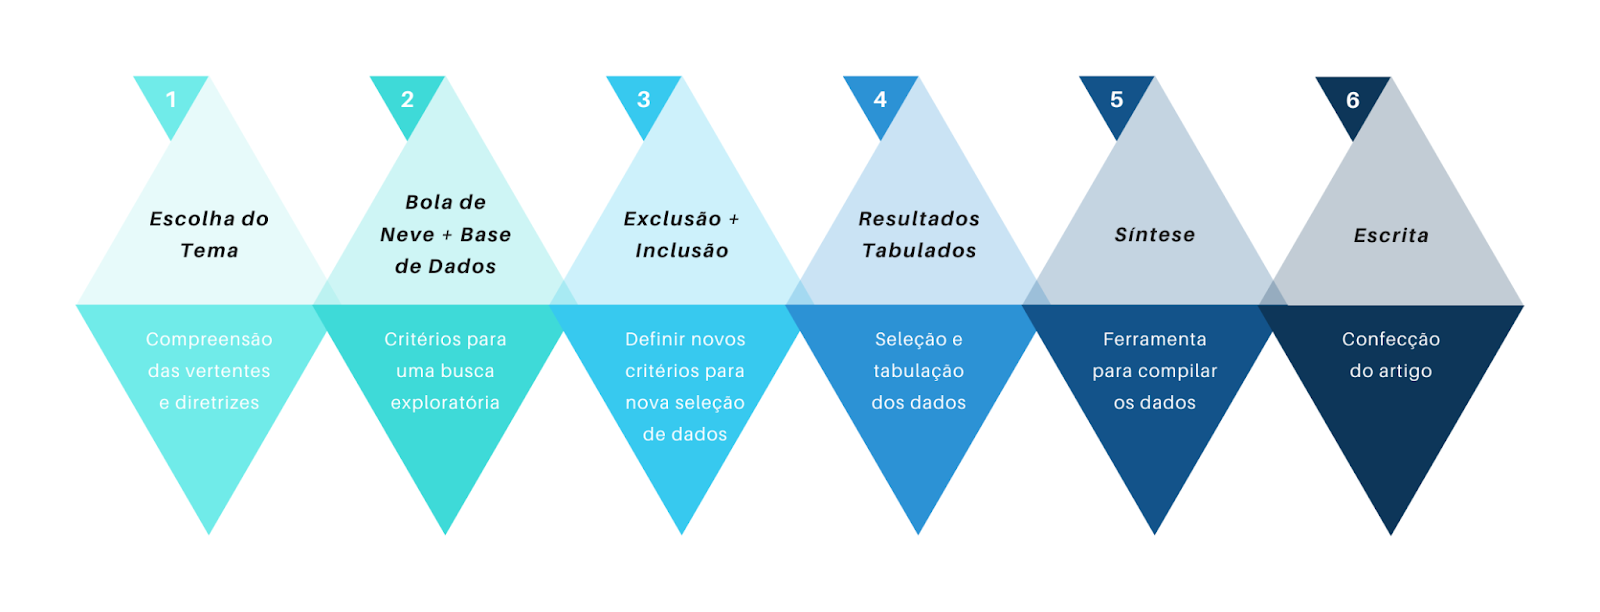 1
Escolha do
Tema
Compreensão
das vertentes
e diretrizes
2
Bola de
Neve + Base
de Dados
Critérios para
uma busca
exploratória
3
Exclusão +
Inclusão
Definir novos
critérios para
nova seleção
de dados
4
Resultados
Tabulados
Seleção e
tabulação
dos dados
5
Síntese
Ferramenta
para compilar
os dados
6
Escrita
Confecção
do artigo